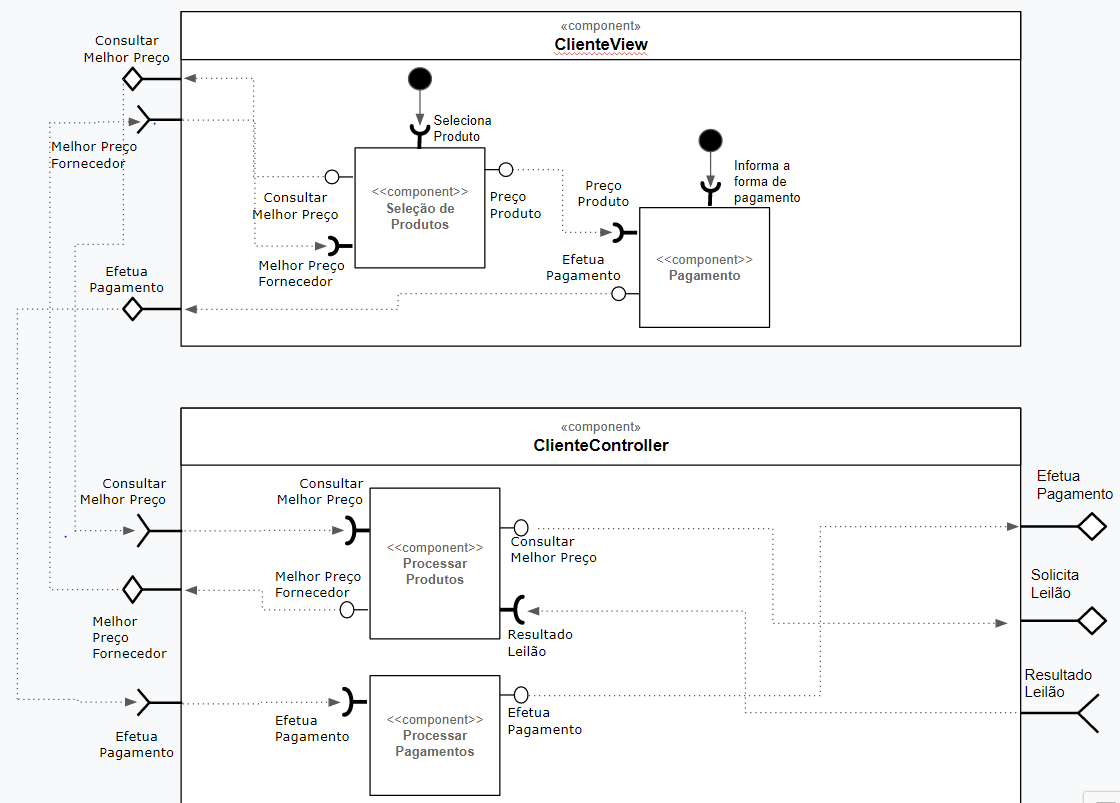 «component»
ClienteView
Consultar
Melhor Preço
Melhor Preço
Fornecedor
Seleciona
Produto
<<component>>
Seleção de
Produtos
Consultar
Melhor Preço
Melhor Preço
Fornecedor
Preço
Produto
Informa a
forma de
pagamento
Preço
Produto
Efetua
Pagamento
<<component>>
Pagamento
Efetua
Pagamento
«component»
ClienteController
Consultar
Melhor Preço
Consultar
Melhor Preço
<<component>>
Processar
Produtos
Consultar
Melhor Preço
Melhor Preço
Fornecedor
Melhor
Preço
Fornecedor
Resultado
Leilão
Efetua
Pagamento
Solicita
Leilão
Resultado
Leilão
Efetua
Pagamento
Efetua
Pagamento
<<component>>
Processar
Pagamentos
Efetua
Pagamento